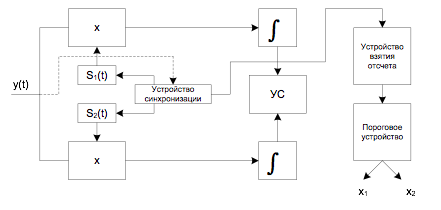 x
∫
Устройство
взятия
отсчета
S₁(t)
y(t)
Устройство
синхронизации
УС
S₂(t)
Пороговое
устройство
x
∫
x₁
x₂